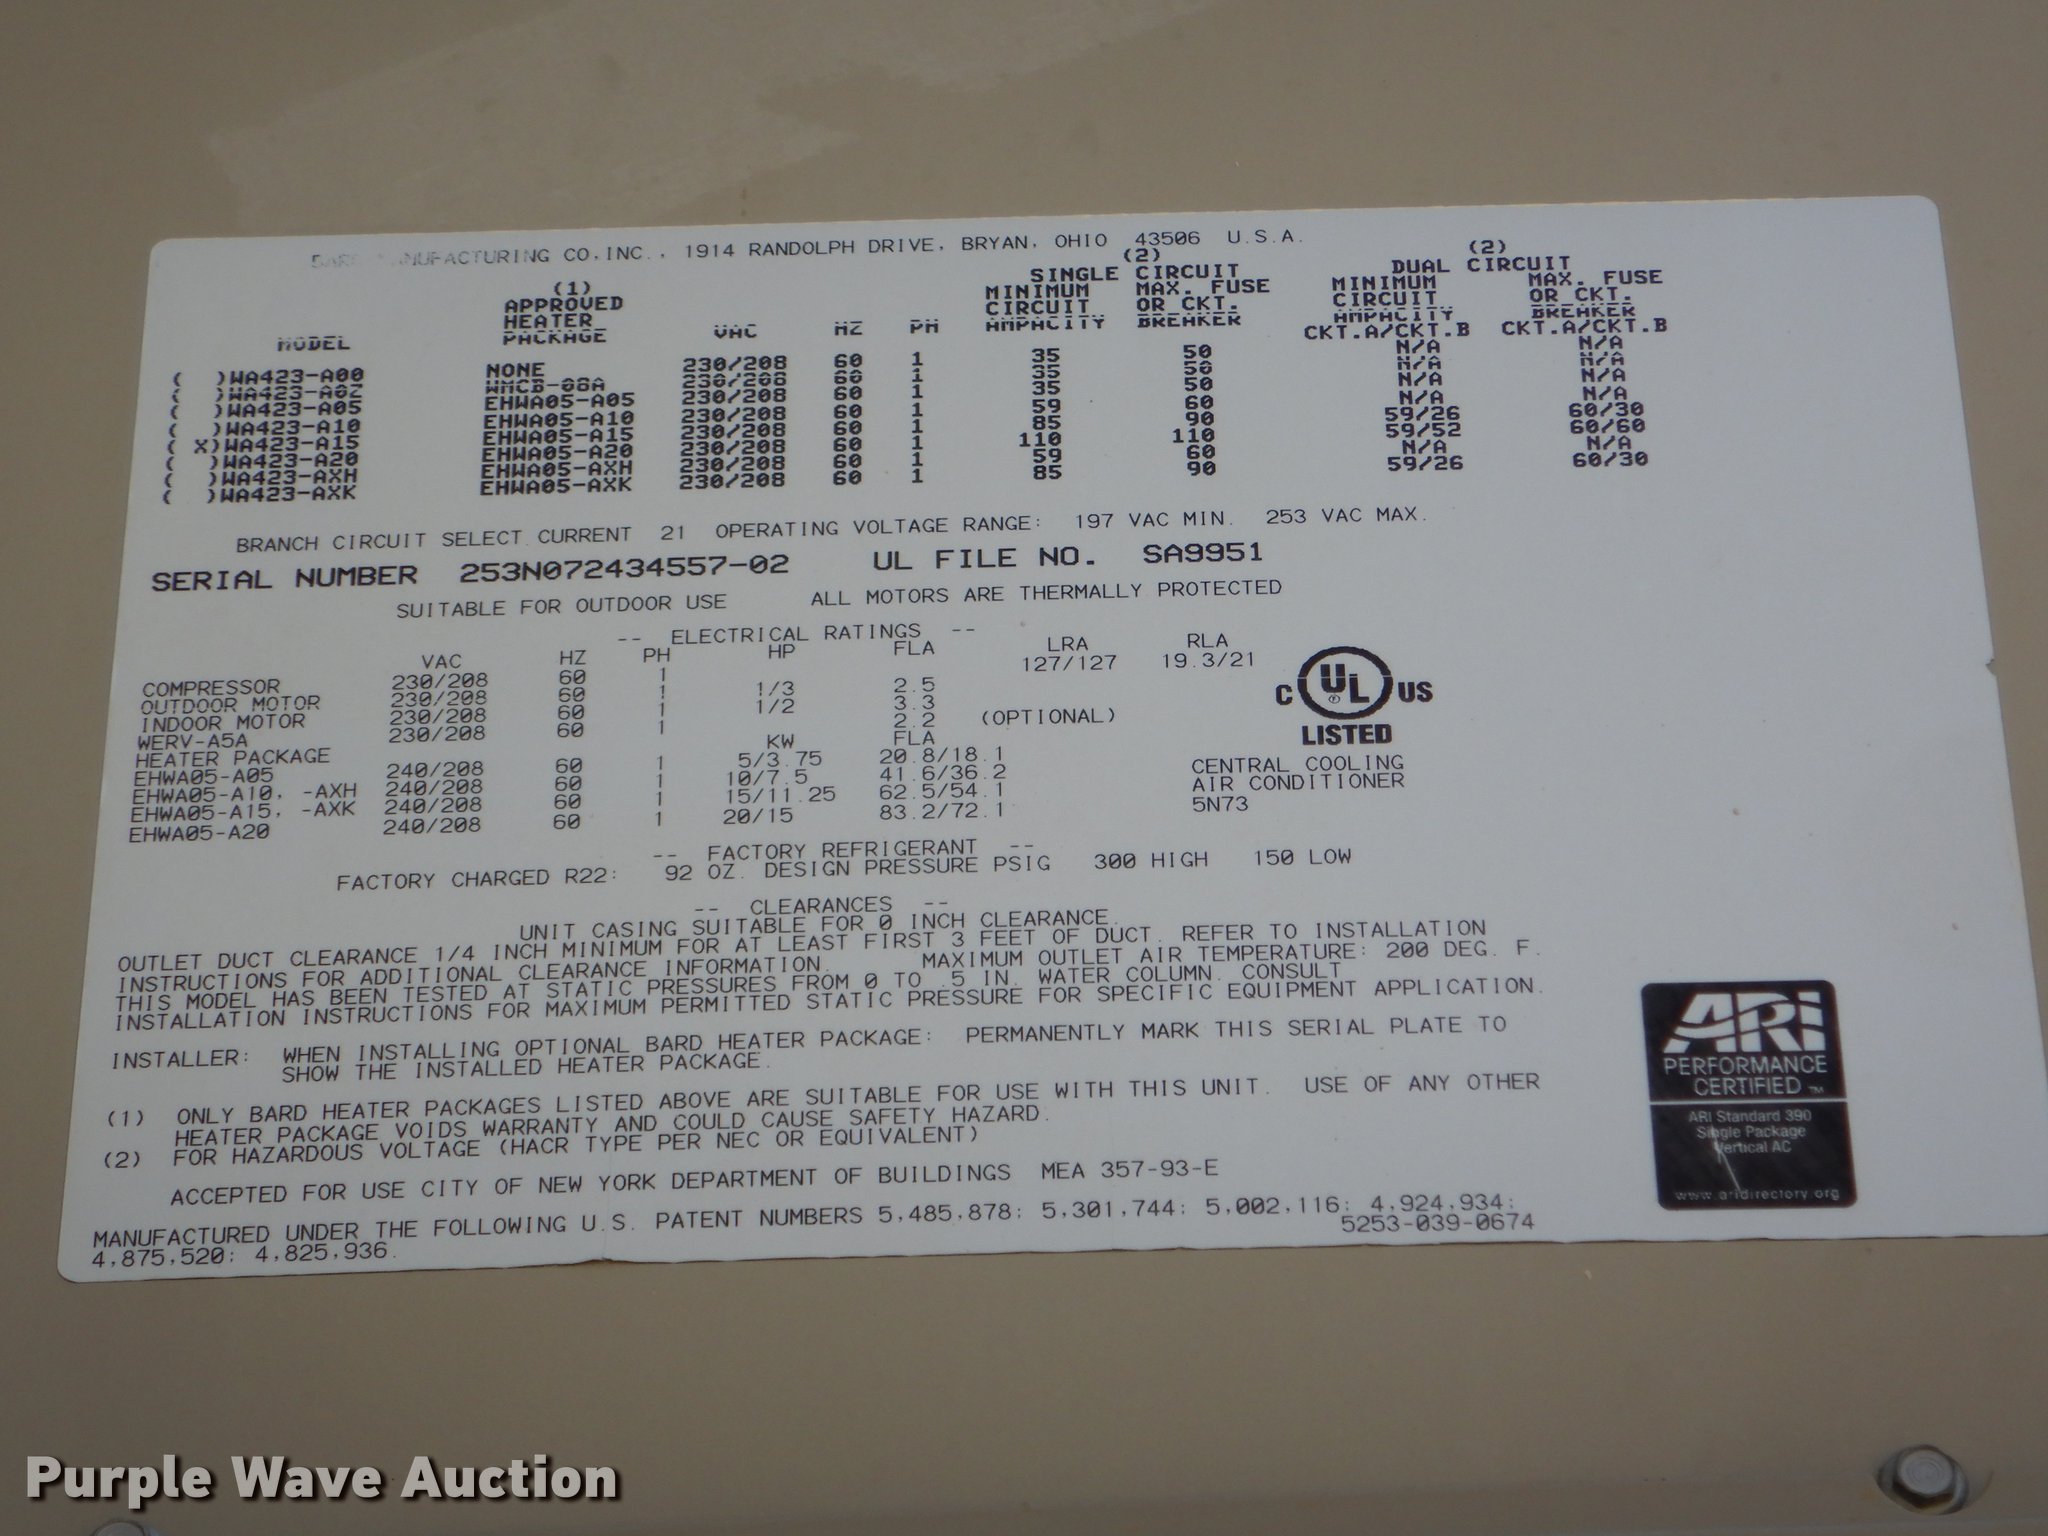 MANUFACTURING CO.,INC., 1914 RANDOLPH DRIVE, BRYAN, OHIO 43506 U.S.A.
(1) (2) (2)
APPROVED SINGLE CIRCUIT DUAL CIRCUIT
HEATER MINIMUM MAX. FUSE MINIMUM MAX. FUSE
PACKAGE CIRCUIT OR CKT. CIRCUIT OR CKT.
MODEL VAC HZ PH AMPACITY BREAKER AMPACITY BREAKER
CKT.A/CKT.B CKT.A/CKT.B
( )WA423-A00 NONE 230/208 60 1 35 50 N/A N/A
( )WA423-A02 WMCB-08A 230/208 60 1 35 50 N/A N/A
( )WA423-A05 EHWA05-A05 230/208 60 1 35 50 N/A N/A
( )WA423-A10 EHWA05-A10 230/208 60 1 59 60 N/A N/A
( X)WA423-A15 EHWA05-A15 230/208 60 1 85 90 59/26 60/30
( )WA423-A20 EHWA05-A20 230/208 60 1 110 110 59/52 60/60
( )WA423-AXH EHWA05-AXH 230/208 60 1 59 60 N/A N/A
( )WA423-AXK EHWA05-AXK 230/208 60 1 85 90 59/26 60/30
BRANCH CIRCUIT SELECT CURRENT 21 OPERATING VOLTAGE RANGE: 197 VAC MIN. 253 VAC MAX.
SERIAL NUMBER 253N072434557-02 UL FILE NO. SA9951
SUITABLE FOR OUTDOOR USE ALL MOTORS ARE THERMALLY PROTECTED
-- ELECTRICAL RATINGS --
VAC HZ PH HP FLA LRA RLA
COMPRESSOR 230/208 60 1 127/127 19.3/21
OUTDOOR MOTOR 230/208 60 1 1/3 2.5
INDOOR MOTOR 230/208 60 1 1/2 3.3
WERV-A5A 230/208 60 1 2.2 (OPTIONAL)
HEATER PACKAGE KW FLA
EHWA05-A05 240/208 60 1 5/3.75 20.8/18.1
EHWA05-A10, -AXH 240/208 60 1 10/7.5 41.6/36.2
EHWA05-A15, -AXK 240/208 60 1 15/11.25 62.5/54.1
EHWA05-A20 240/208 60 1 20/15 83.2/72.1
C UL US
LISTED
CENTRAL COOLING
AIR CONDITIONER
5N73
-- FACTORY REFRIGERANT --
FACTORY CHARGED R22: 92 OZ. DESIGN PRESSURE PSIG 300 HIGH 150 LOW
-- CLEARANCES --
UNIT CASING SUITABLE FOR 0 INCH CLEARANCE.
OUTLET DUCT CLEARANCE 1/4 INCH MINIMUM FOR AT LEAST FIRST 3 FEET OF DUCT. REFER TO INSTALLATION
INSTRUCTIONS FOR ADDITIONAL CLEARANCE INFORMATION. MAXIMUM OUTLET AIR TEMPERATURE: 200 DEG. F.
THIS MODEL HAS BEEN TESTED AT STATIC PRESSURES FROM 0 TO .5 IN. WATER COLUMN. CONSULT
INSTALLATION INSTRUCTIONS FOR MAXIMUM PERMITTED STATIC PRESSURE FOR SPECIFIC EQUIPMENT APPLICATION.
INSTALLER: WHEN INSTALLING OPTIONAL BARD HEATER PACKAGE: PERMANENTLY MARK THIS SERIAL PLATE TO
SHOW THE INSTALLED HEATER PACKAGE.
(1) ONLY BARD HEATER PACKAGES LISTED ABOVE ARE SUITABLE FOR USE WITH THIS UNIT. USE OF ANY OTHER
HEATER PACKAGE VOIDS WARRANTY AND COULD CAUSE SAFETY HAZARD.
(2) FOR HAZARDOUS VOLTAGE (HACR TYPE PER NEC OR EQUIVALENT)
ACCEPTED FOR USE CITY OF NEW YORK DEPARTMENT OF BUILDINGS MEA 357-93-E
MANUFACTURED UNDER THE FOLLOWING U.S. PATENT NUMBERS 5,485,878; 5,301,744; 5,002,116; 4,924,934;
4,875,520; 4,825,936. 5253-039-0674
ARI
PERFORMANCE
CERTIFIED ™
ARI Standard 390
Single Package
Vertical AC
www.aridirectory.org
Purple Wave Auction